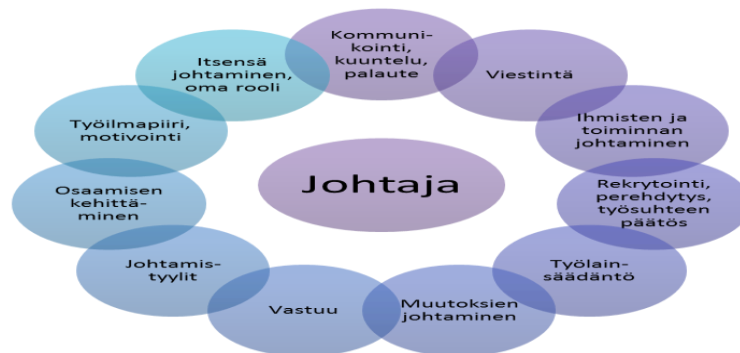 Kommuni-
kointi,
kuuntelu,
palaute
Viestintä
Ihmisten ja
toiminnan
johtaminen
Rekrytointi,
perehdytys,
työsuhteen
päätös
Työlain-
säädäntö
Muutoksien
johtaminen
Vastuu
Johtamis-
tyylit
Osaamisen
kehittä-
minen
Työilmapiiri,
motivointi
Itsensä
johtaminen,
oma rooli
Johtaja